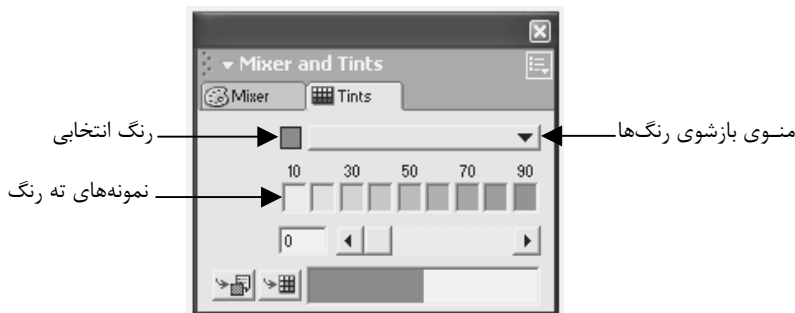 Mixer and Tints
Mixer Tints
رنگ انتخابی
منـوی بازشوی رنگ‌ها
10 30 50 70 90
نمونه‌های ته رنگ
0